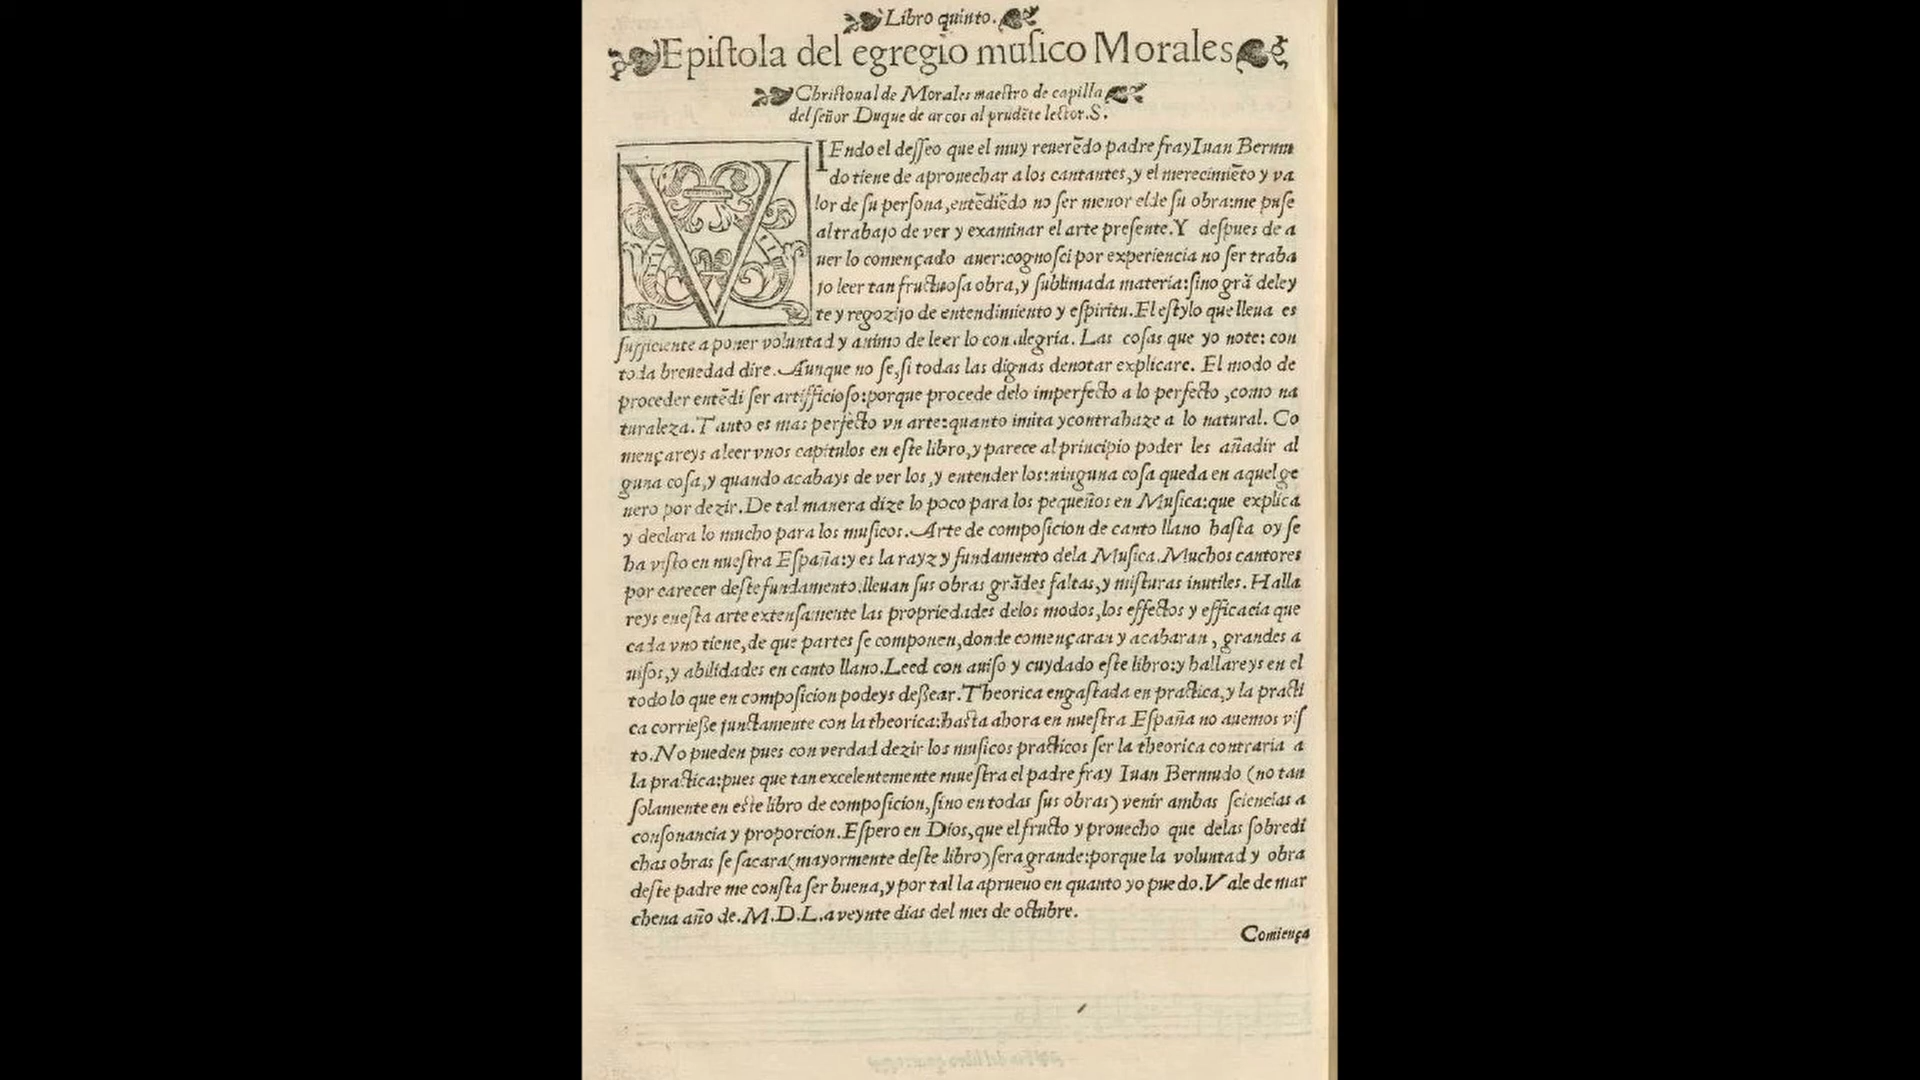 Libro quinto.
Epiſtola del egregio muſico Morales
Chriſtoual de Morales maeſtro de capilla
del ſeñor Duque de arcos al prudẽte lector.S.
VIEndo el deſſeo que el muy reuerẽdo padre fray Iuan Bermu
do tiene de aprouechar a los cantantes,y el merecimiẽto y va
lor de ſu perſona,entẽdiẽdo no ſer menor elde ſu obra:me puſe
al trabajo de ver y examinar el arte preſente.Y deſpues de a
uer lo començado auer:cognoſci por experiencia no ſer traba
jo leer tan fructuoſa obra,y ſublimada materia:ſino grã deley
te y regozijo de entendimiento y eſpiritu.El eſtylo que lleua es
ſufficiente a poner voluntad y animo de leer lo con alegria. Las coſas que yo note: con
toda breuedad dire.Aunque no ſe,ſi todas las dignas denotar explicare. El modo de
proceder entẽdi ſer artifficioſo:porque procede delo imperfecto a lo perfecto ,como na
turaleza.Tanto es mas perfecto vn arte:quanto imita ycontrahaze a lo natural. Co
mençareys aleer vnos capitulos en eſte libro,y parece al principio poder les añadir al
guna coſa,y quando acabays de ver los,y entender los:ninguna coſa queda en aquel ge
nero por dezir.De tal manera dize lo poco para los pequeños en Muſica:que explica
y declara lo mucho para los muſicos.Arte de compoſicion de canto llano haſta oy ſe
ha viſto en nueſtra Eſpaña:y es la rayz y fundamento dela Muſica.Muchos cantores
por carecer deſte fundamento.lleuan ſus obras grãdes faltas,y miſturas inutiles. Halla
reys eneſta arte extenſamente las propriedades delos modos,los effectos y efficacia que
cada vno tiene,de que partes ſe componen,donde començaran y acabaran , grandes a
uiſos,y abilidades en canto llano.Leed con auiſo y cuydado eſte libro:y hallareys en el
todo lo que en compoſicion podeys deſſear.Theorica engaſtada en practica,y la practi
ca corrieſſe junctamente con la theorica:haſta ahora en nueſtra Eſpaña no auemos viſ
to.No pueden pues con verdad dezir los muſicos practicos ſer la theorica contraria a
la practica:pues que tan excelentemente mueſtra el padre fray Iuan Bermudo (no tan
ſolamente en eſte libro de compoſicion,ſino en todas ſus obras) venir ambas ſciencias a
conſonancia y proporcion.Eſpero en Dios,que el fructo y prouecho que delas ſobredi
chas obras ſe ſacara(mayormente deſte libro)ſera grande:porque la voluntad y obra
deſte padre me conſta ſer buena,y por tal la aprueuo en quanto yo puedo.Vale de mar
chena año de.M.D.L.a veynte dias del mes de octubre.
Comiença